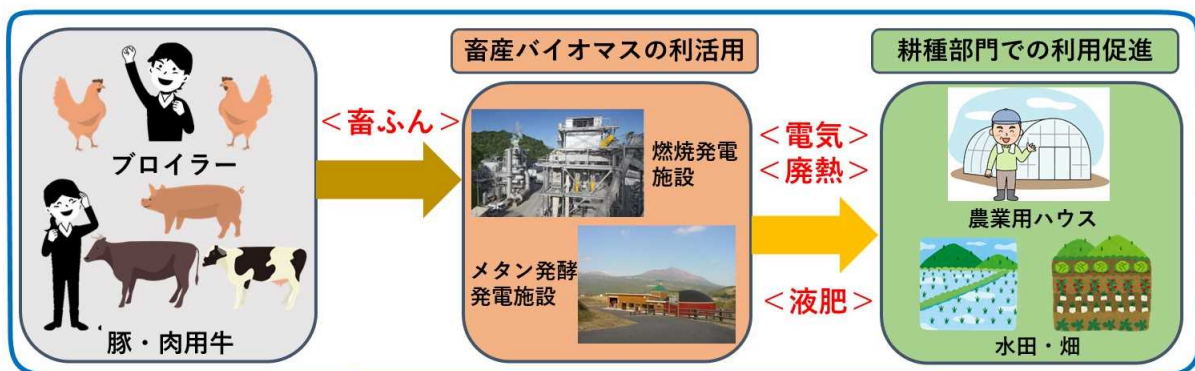 畜産バイオマスの利活用
耕種部門での利用促進
ブロイラー
豚・肉用牛
＜畜ふん＞
燃焼発電
施設
メタン発酵
発電施設
＜電気＞
＜廃熱＞
＜液肥＞
農業用ハウス
水田・畑